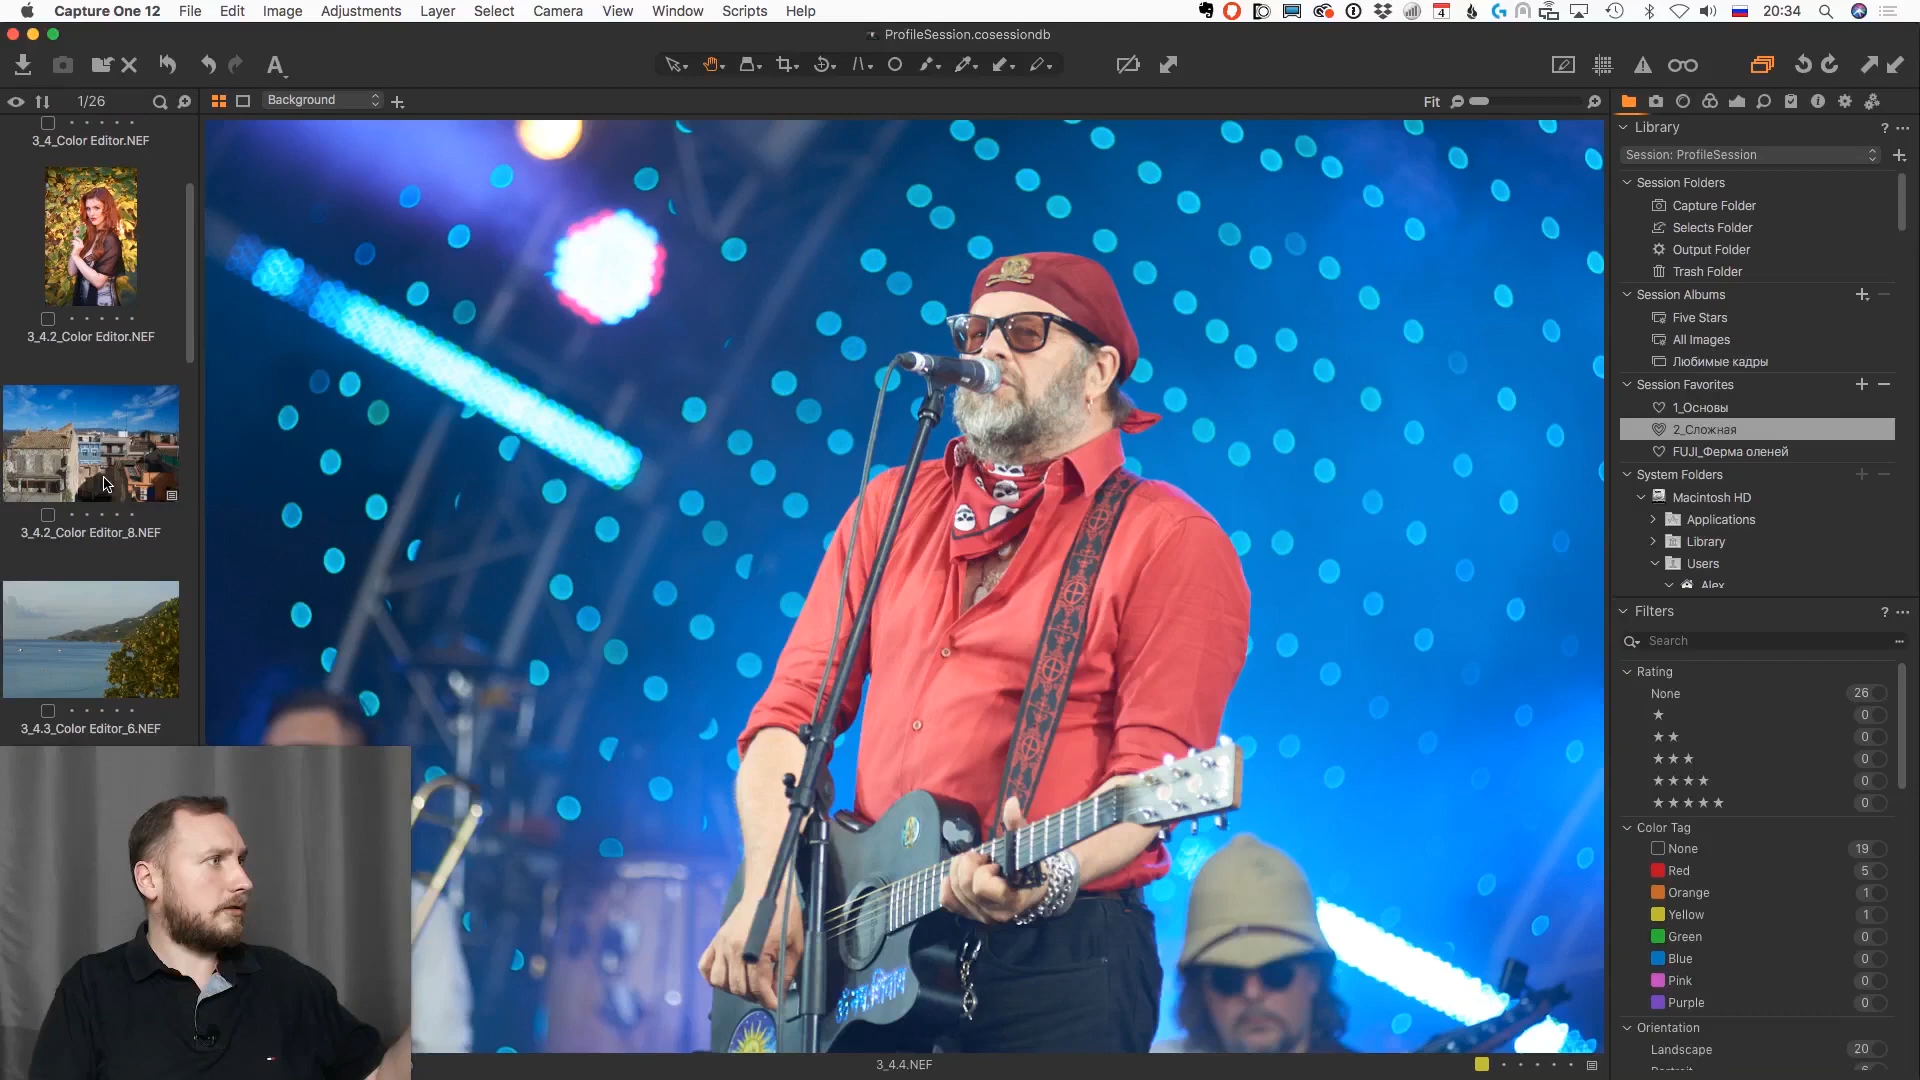 Capture One 12 File Edit Image Adjustments Layer Select Camera View Window Scripts Help
4 20:34
ProfileSession.cosessiondb
A
1/26
Background
Fit
3_4_Color Editor.NEF
3_4.2_Color Editor.NEF
3_4.2_Color Editor_8.NEF
3_4.3_Color Editor_6.NEF
3_4.4.NEF
Library
Session: ProfileSession
Session Folders
Capture Folder
Selects Folder
Output Folder
Trash Folder
Session Albums
Five Stars
All Images
Любимые кадры
Session Favorites
1_Основы
2_Сложная
FUJI_Ферма оленей
System Folders
Macintosh HD
Applications
Library
Users
Alex
Filters
Search
Rating
None 26
0
0
0
0
0
Color Tag
None 19
Red 5
Orange 1
Yellow 1
Green 0
Blue 0
Pink 0
Purple 0
Orientation
Landscape 20